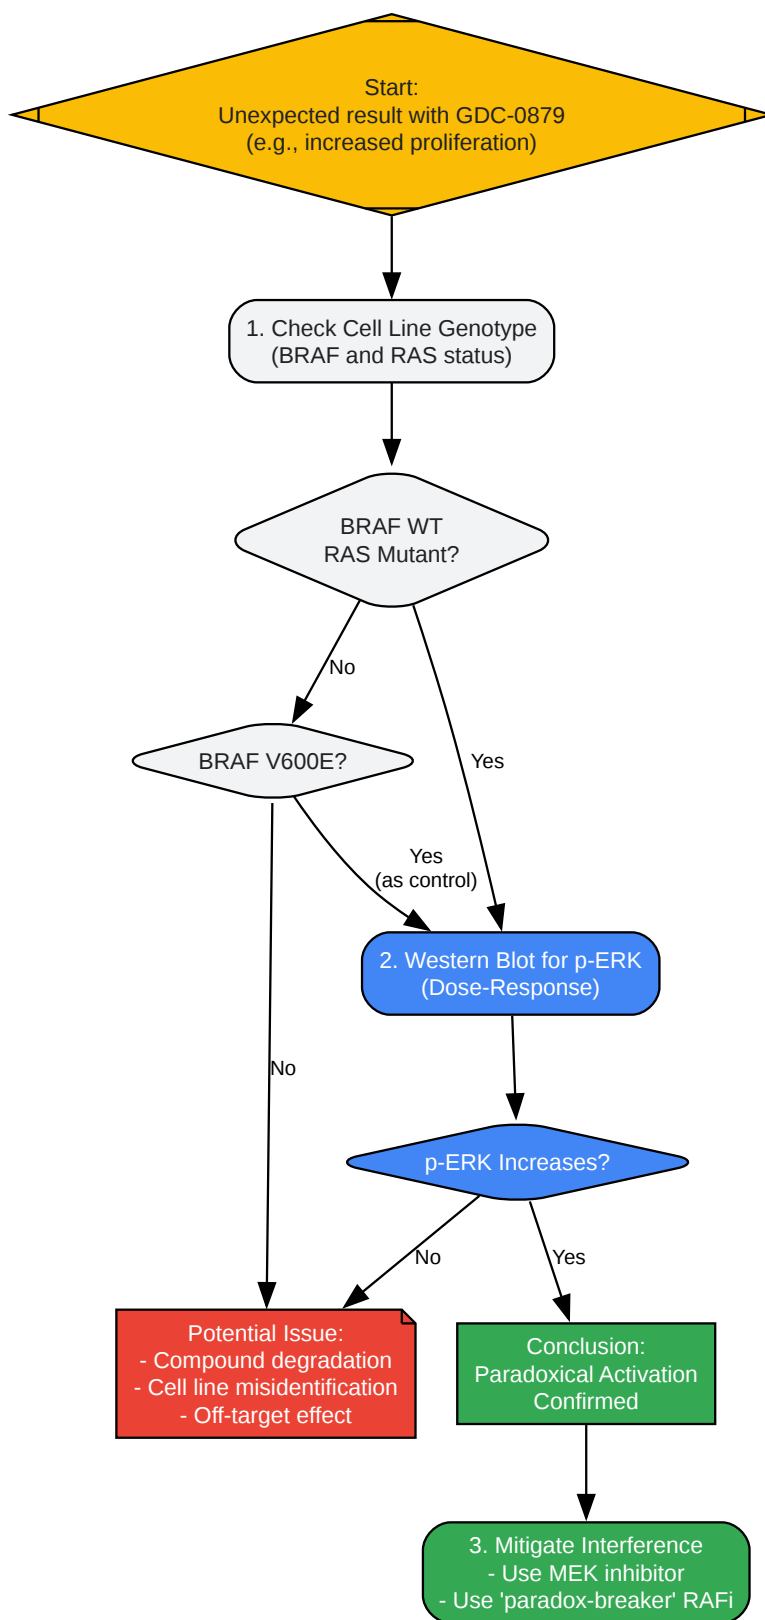 Start:
Unexpected result with GDC-0879
(e.g., increased proliferation)
1. Check Cell Line Genotype
(BRAF and RAS status)
BRAF WT
RAS Mutant?
No
Yes
BRAF V600E?
Yes
(as control)
2. Western Blot for p-ERK
(Dose-Response)
No
p-ERK Increases?
No
Yes
Potential Issue:
- Compound degradation
- Cell line misidentification
- Off-target effect
Conclusion:
Paradoxical Activation
Confirmed
3. Mitigate Interference
- Use MEK inhibitor
- Use 'paradox-breaker' RAFi